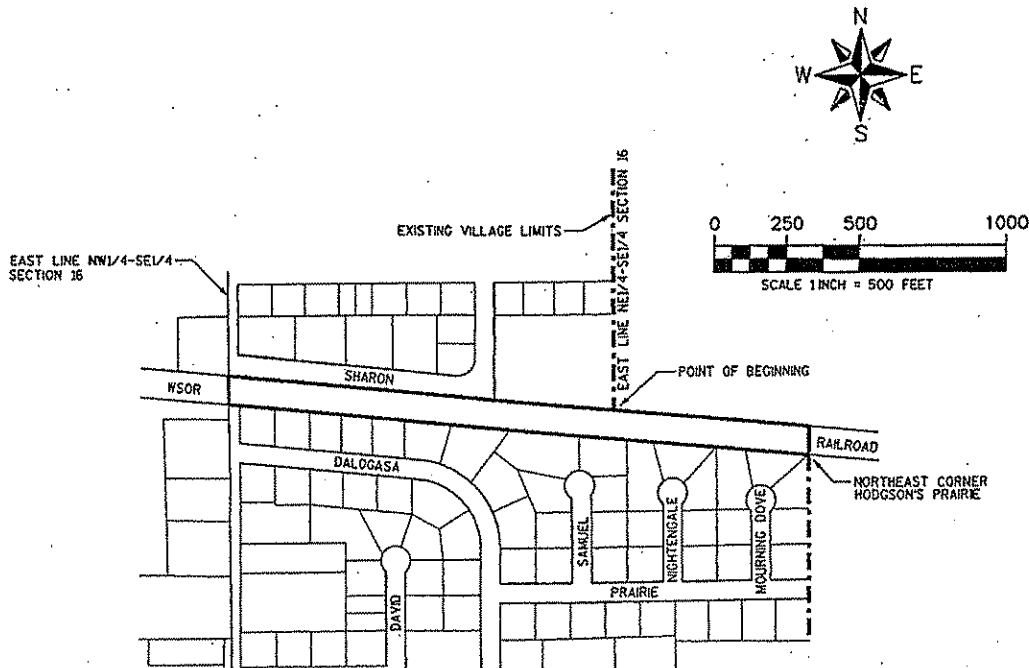 N
W E
S
0 250 500 1000
SCALE 1 INCH = 500 FEET
EXISTING VILLAGE LIMITS
EAST LINE NE1/4-SE1/4 SECTION 16
EAST LINE NW1/4-SE1/4
SECTION 16
POINT OF BEGINNING
SHARON
WSOR
RAILROAD
NORTHEAST CORNER
HODGSON'S PRAIRIE
DALOGASA
SAMUEL
NIGHTENGALE
MOURNING DOVE
PRAIRIE
DAVID